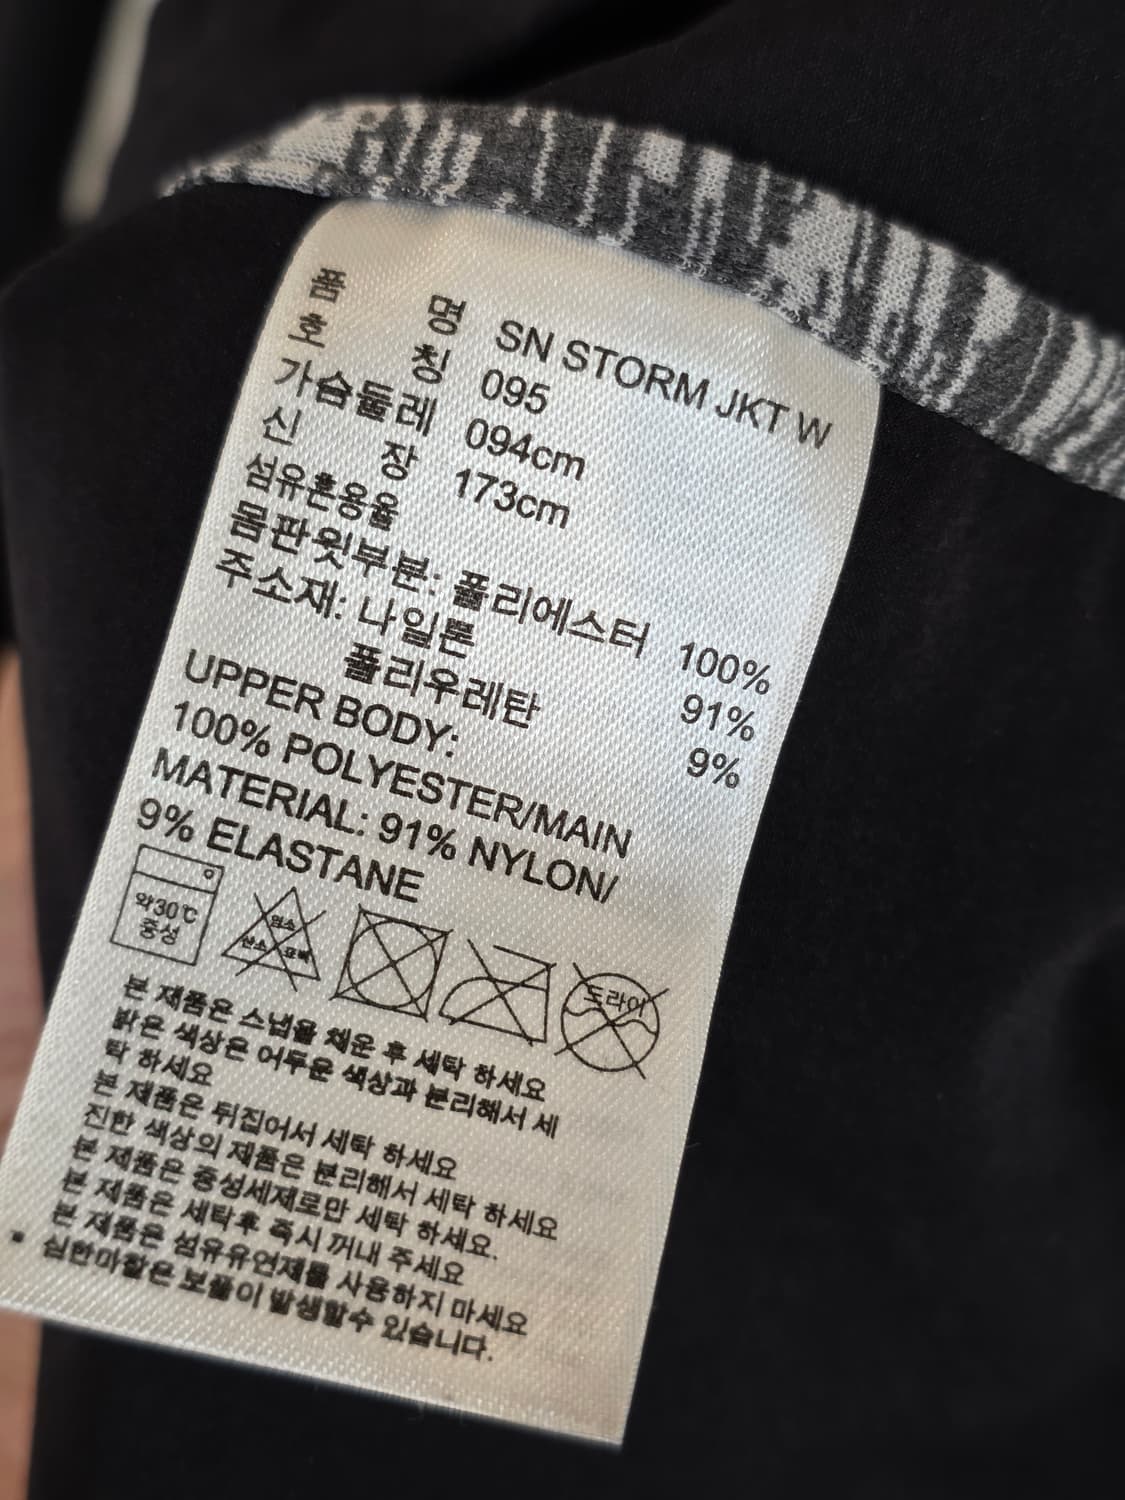 품 명 SN STORM JKT W
호 칭 095
가슴둘레 094cm
신 장 173cm
섬유혼용율
몸판윗부분: 폴리에스터 100%
주소재: 나일론 91%
폴리우레탄 9%
UPPER BODY:
100% POLYESTER/MAIN
MATERIAL: 91% NYLON/
9% ELASTANE
약30℃
중성
염소
산소 표백
드라이
본 제품은 스냅을 채운 후 세탁 하세요
밝은 색상은 어두운 색상과 분리해서 세
탁 하세요
본 제품은 뒤집어서 세탁 하세요
진한 색상의 제품은 분리해서 세탁 하세요
본 제품은 중성세제로만 세탁 하세요.
본 제품은 세탁후 즉시 꺼내 주세요
본 제품은 섬유유연제를 사용하지 마세요
심한마찰은 보풀이 발생할수 있습니다.